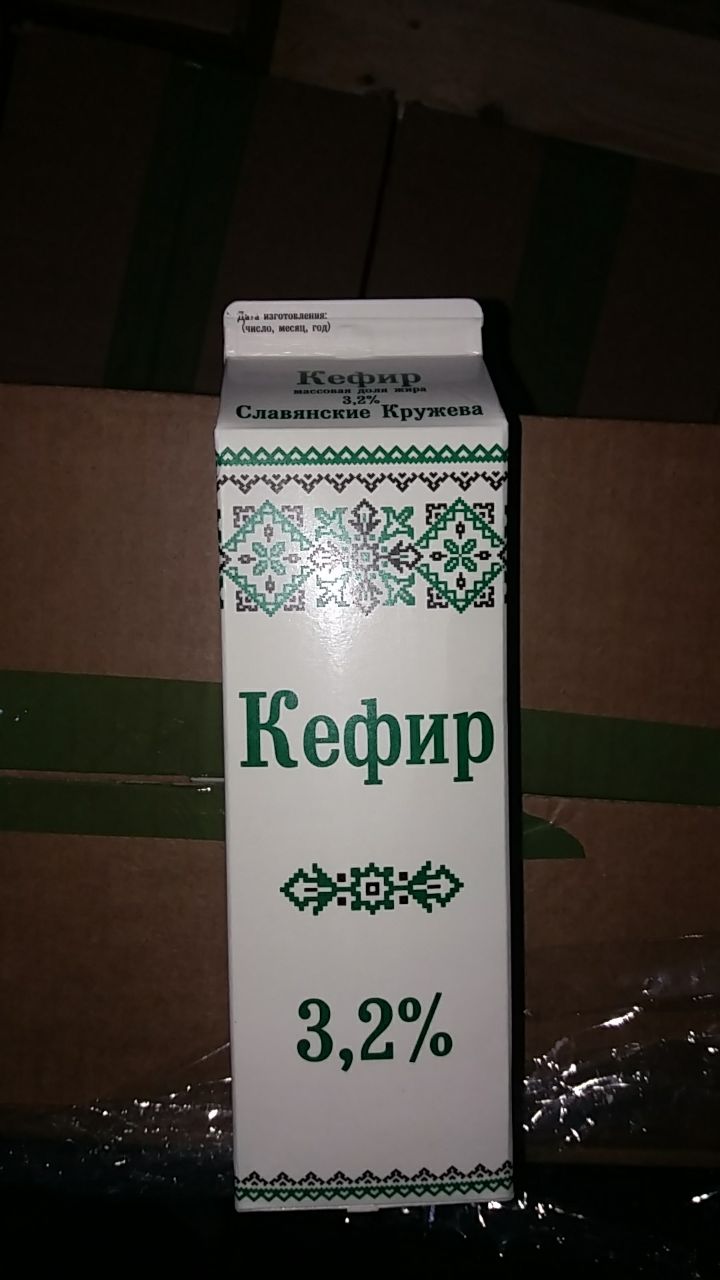 Дата изготовления:
(число, месяц, год)
Кефир
массовая доля жира
3,2%
Славянские Кружева
Кефир
3,2%